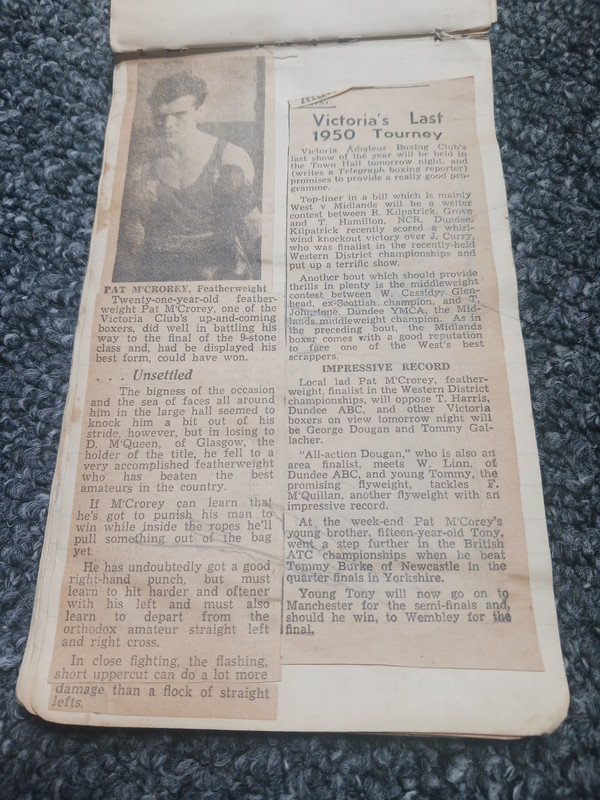 PAT M'CROREY, Featherweight
Twenty-one-year-old feather-
weight Pat M'Crorey, one of the
Victoria Club's up-and-coming
boxers, did well in battling his
way to the final of the 9-stone
class and, had be displayed his
best form, could have won.
. . . Unsettled
The bigness of the occasion
and the sea of faces all around
him in the large hall seemed to
knock him a bit out of his
stride, however, but in losing to
D. M'Queen, of Glasgow, the
holder of the title, he fell to a
very accomplished featherweight
who has beaten the best
amateurs in the country.
If M'Crorey can learn that
he's got to punish his man to
win while inside the ropes he'll
pull something out of the bag
yet.
He has undoubtedly got a good
right-hand punch, but must
learn to hit harder and oftener
with his left and must also
learn to depart from the
orthodox amateur straight left
and right cross.
In close fighting, the flashing,
short uppercut can do a lot more
damage than a flock of straight
lefts.
Victoria's Last
1950 Tourney
Victoria Amateur Boxing Club's
last show of the year will be held in
the Town Hall tomorrow night, and
(writes a Telegraph boxing reporter)
promises to provide a really good pro-
gramme.
Top-liner in a bill which is mainly
West v Midlands will be a welter
contest between R. Kilpatrick, Grove
and T. Hamilton, NCR, Dundee.
Kilpatrick recently scored a whirl-
wind knockout victory over J. Curry,
who was finalist in the recently-held
Western District championships and
put up a terrific show.
Another bout which should provide
thrills in plenty is the middleweight
contest between W. Cassidy, Glen-
head, ex-Scottish champion, and T.
Johnstone, Dundee YMCA, the Mid-
lands middleweight champion. As in
the preceding bout, the Midlands
boxer comes with a good reputation
to face one of the West's best
scrappers.
IMPRESSIVE RECORD
Local lad Pat M'Crorey, feather-
weight, finalist in the Western District
championships, will oppose T. Harris,
Dundee ABC, and other Victoria
boxers on view tomorrow night will
be George Dougan and Tommy Gal-
lacher.
"All-action Dougan," who is also an
area finalist, meets W. Linn, of
Dundee ABC, and young Tommy, the
promising flyweight, tackles F.
M'Quillan, another flyweight with an
impressive record.
At the week-end Pat M'Corey's
young brother, fifteen-year-old Tony,
went a step further in the British
ATC championships when he beat
Tommy Burke of Newcastle in the
quarter finals in Yorkshire.
Young Tony will now go on to
Manchester for the semi-finals and,
should he win, to Wembley for the
final.